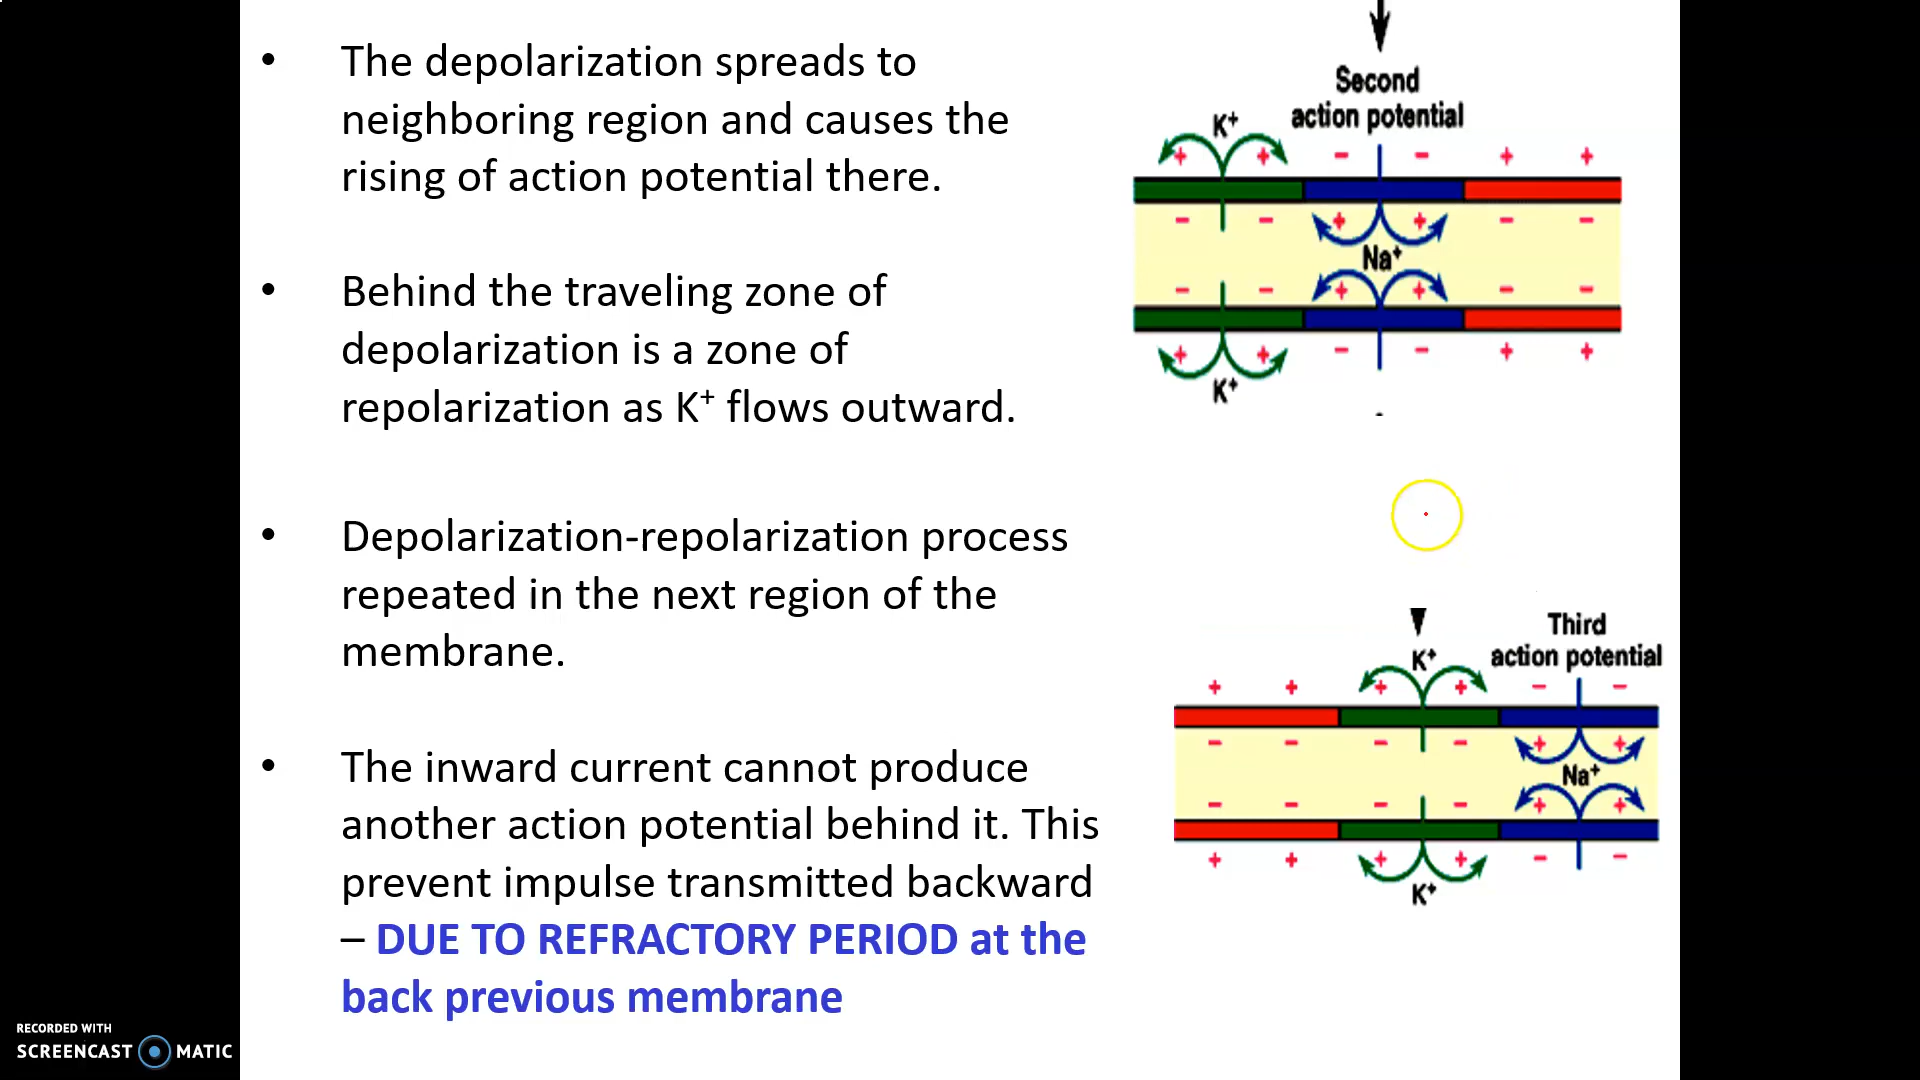 • The depolarization spreads to
neighboring region and causes the
rising of action potential there.
• Behind the traveling zone of
depolarization is a zone of
repolarization as K⁺ flows outward.
• Depolarization-repolarization process
repeated in the next region of the
membrane.
• The inward current cannot produce
another action potential behind it. This
prevent impulse transmitted backward
– DUE TO REFRACTORY PERIOD at the
back previous membrane
Second
action potential
K⁺
+ + - - + +
- - + + - -
Na⁺
- - + + - -
+ + - - + +
K⁺
Third
action potential
K⁺
+ + + + - -
- - - - + +
Na⁺
- - - - + +
+ + + + - -
K⁺
RECORDED WITH
SCREENCAST MATIC